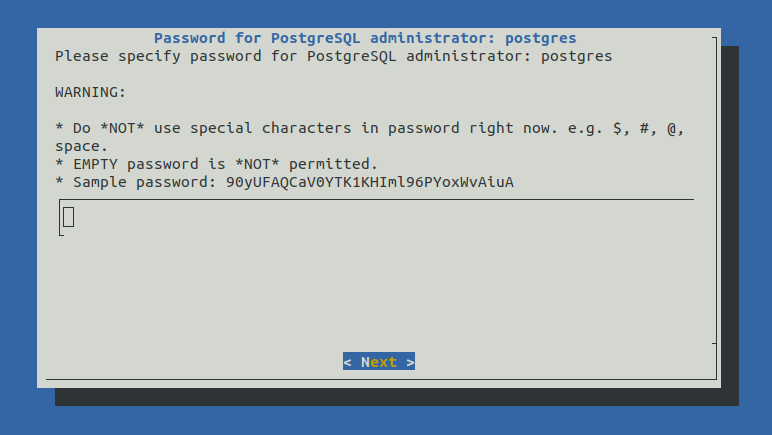 Password for PostgreSQL administrator: postgres
Please specify password for PostgreSQL administrator: postgres
WARNING:
* Do *NOT* use special characters in password right now. e.g. $, #, @,
space.
* EMPTY password is *NOT* permitted.
* Sample password: 90yUFAQCaV0YTK1KHIml96PYoxWvAiuA
< Next >